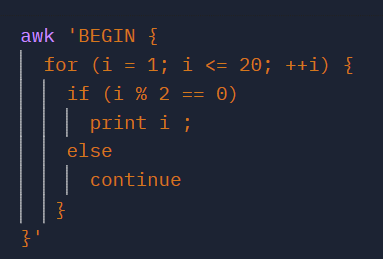 awk 'BEGIN {
  for (i = 1; i <= 20; ++i) {
    if (i % 2 == 0)
      print i ;
    else
      continue
   }
}'